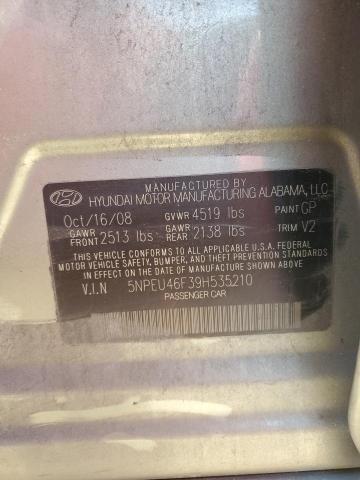 MANUFACTURED BY
HYUNDAI MOTOR MANUFACTURING ALABAMA, LLC
Oct/16/08 GVWR 4519 lbs PAINT GP
GAWR FRONT 2513 lbs GAWR REAR 2138 lbs TRIM V2
THIS VEHICLE CONFORMS TO ALL APPLICABLE U.S.A. FEDERAL
MOTOR VEHICLE SAFETY, BUMPER, AND THEFT PREVENTION
STANDARDS IN EFFECT ON THE DATE OF MANUFACTURE SHOWN ABOVE.
V.I.N 5NPEU46F39H535210
PASSENGER CAR